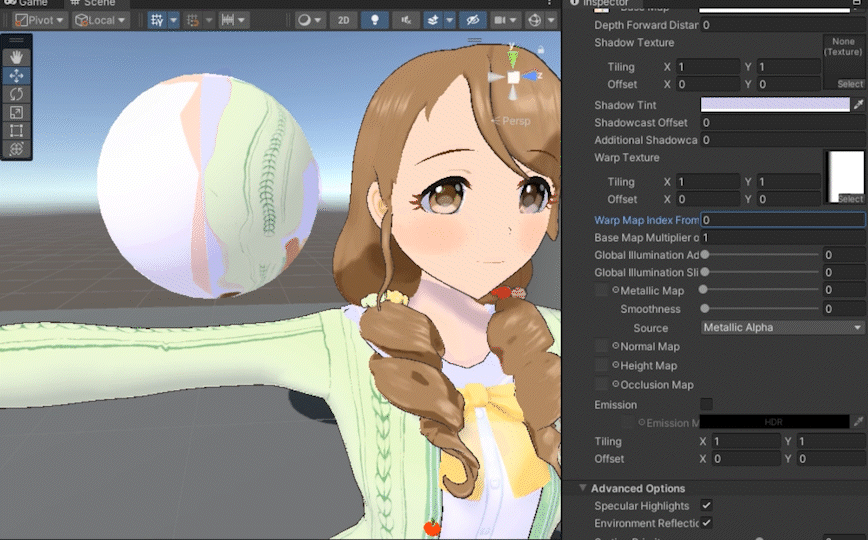 Game
Scene
Inspector
Pivot
Local
2D
Persp
Base Map
Depth Forward Distan
0
Shadow Texture
None
(Texture)
Tiling X 1 Y 1
Offset X 0 Y 0
Select
Shadow Tint
Shadowcast Offset 0
Additional Shadowca 0
Warp Texture
Tiling X 1 Y 1
Offset X 0 Y 0
Select
Warp Map Index From 0
Base Map Multiplier o 1
Global Illumination Ad 0
Global Illumination Sli 0
Metallic Map 0
Smoothness 0
Source Metallic Alpha
Normal Map
Height Map
Occlusion Map
Emission
Emission M HDR
Tiling X 1 Y 1
Offset X 0 Y 0
Advanced Options
Specular Highlights
Environment Reflectio